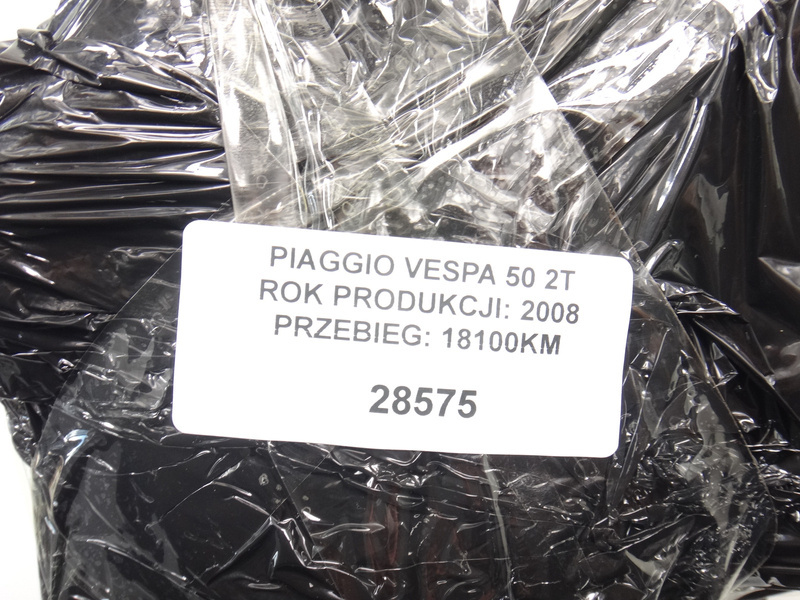 PIAGGIO VESPA 50 2T
ROK PRODUKCJI: 2008
PRZEBIEG: 18100KM
28575